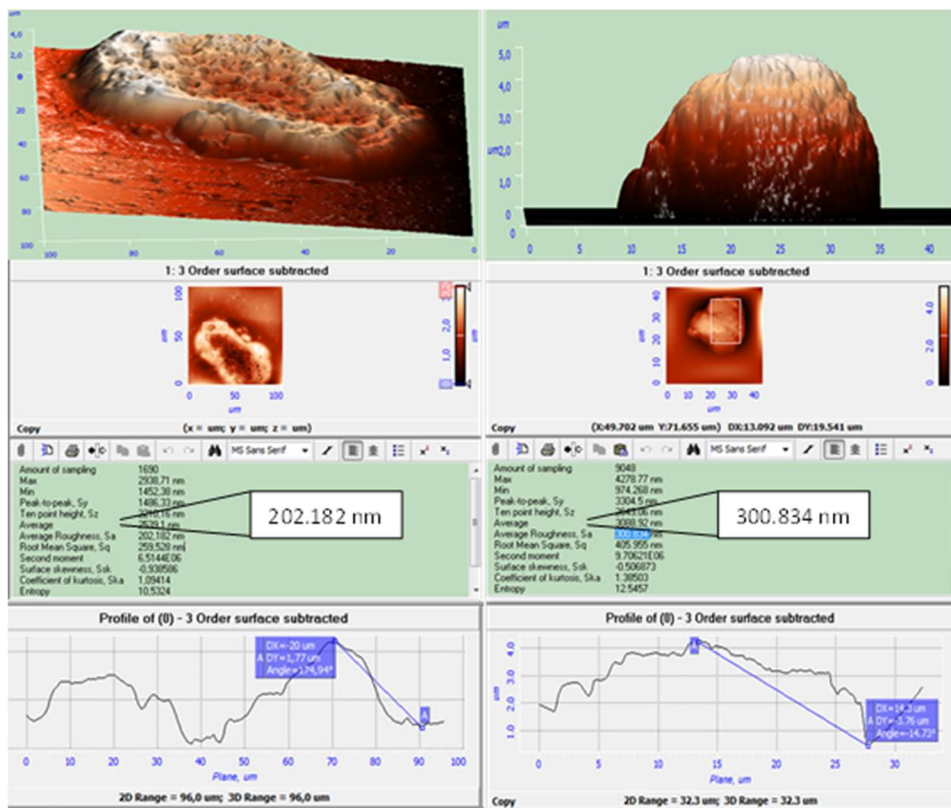 um
4,0
2,0
0
20
40
60
80
100
80
60
40
20
0
um
5,0
4,0
um
2,0
1,0
0
0
0
10
20
30
40
1: 3 Order surface subtracted
1: 3 Order surface subtracted
100
50
0
um
0
50
100
um
1,0
40
30
20
10
0
um
0
10
20
30
40
um
4.0
2.0
0
Copy
(x = um; y = um; z = um)
Copy
(X:49.702 um Y:71.655 um) DX:13.092 um DY:19.541 um
MS Sans Serif
MS Sans Serif
Amount of sampling 1690
Max 2938,71 nm
Min 1452,38 nm
Peak-to-peak, Sy 1486,33 nm
Ten point height, Sz
Average
Average Roughness, Sa 202,182 nm
Root Mean Square, Sq 259,528 nm
Second moment 6,5144E06
Surface skewness, Ssk -0,938586
Coefficient of kurtosis, Ska 1,09414
Entropy 10,5324
202.182 nm
Amount of sampling 9048
Max 4278.77 nm
Min 974.268 nm
Peak-to-peak, Sy 3304.5 nm
Ten point height, Sz
Average 3088.92 nm
Average Roughness, Sa 300.834 nm
Root Mean Square, Sq 405.955 nm
Second moment 9.70621E06
Surface skewness, Ssk -0.506873
Coefficient of kurtosis, Ska 1.38503
Entropy 12.5457
300.834 nm
Profile of (0) - 3 Order surface subtracted
DX=-20 um
A DY=1,77 um
Angle=174,94°
A
0
10
20
30
40
50
60
70
80
90
100
Plane, um
2D Range = 96,0 um; 3D Range = 96,0 um
Profile of (0) - 3 Order surface subtracted
um
4.0
3.0
2.0
1.0
A
DX=14.3 um
A DY=-3.76 um
Angle=-14.73°
0
5
10
15
20
25
30
Plane, um
Copy
2D Range = 32.3 um; 3D Range = 32.3 um